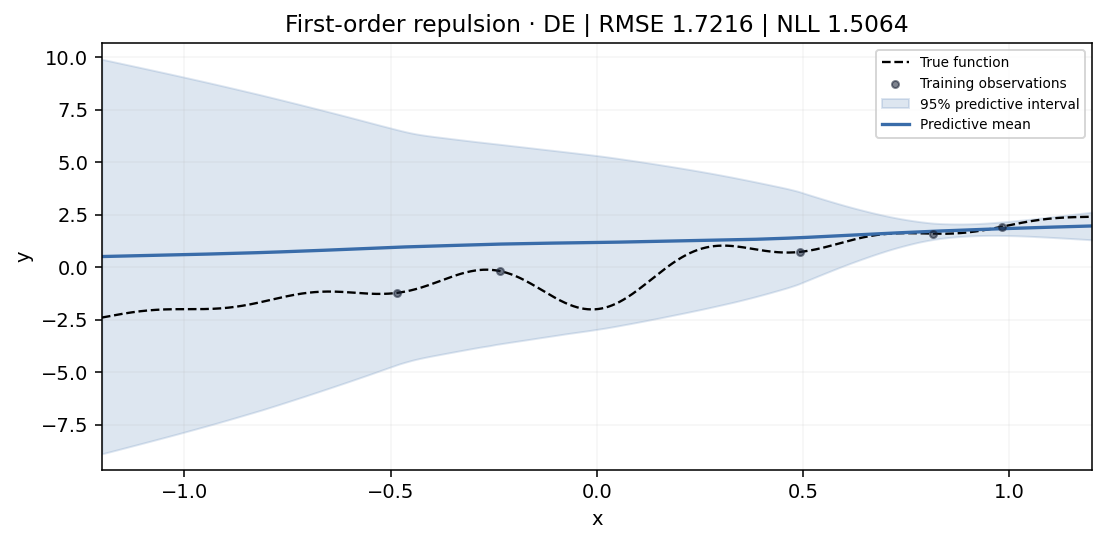 First-order repulsion · DE | RMSE 1.7216 | NLL 1.5064
True function
Training observations
95% predictive interval
Predictive mean
10.0
7.5
5.0
2.5
0.0
−2.5
−5.0
−7.5
y
−1.0
−0.5
0.0
0.5
1.0
x